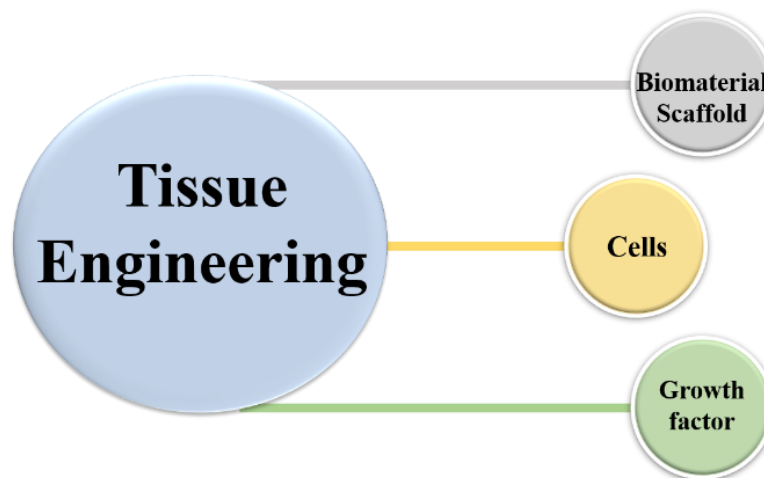 Tissue
Engineering
Biomaterial
Scaffold
Cells
Growth
factor